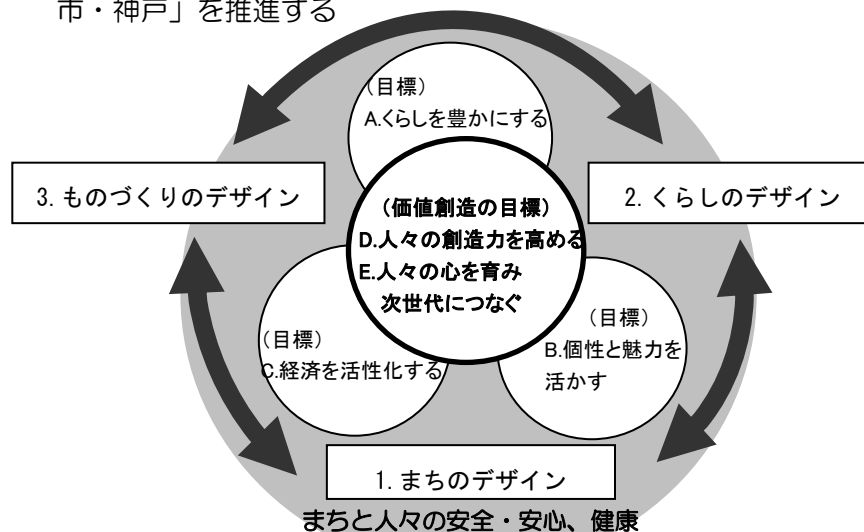 市・神戸」を推進する
(目標)
A.くらしを豊かにする
3.ものづくりのデザイン
2.くらしのデザイン
(価値創造の目標)
D.人々の創造力を高める
E.人々の心を育み
次世代につなぐ
(目標)
C.経済を活性化する
(目標)
B.個性と魅力を
活かす
1.まちのデザイン
まちと人々の安全・安心、健康